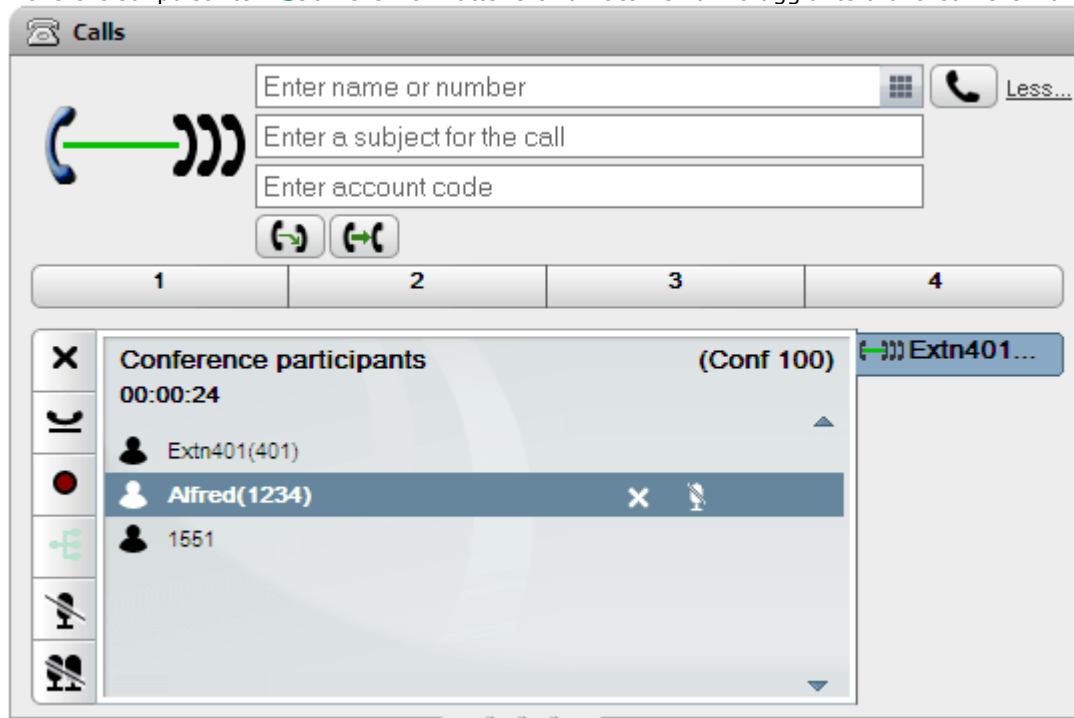 Calls
Enter name or number
Less...
Enter a subject for the call
Enter account code
1 2 3 4
Conference participants (Conf 100)
Extn401...
00:00:24
Extn401(401)
Alfred(1234)
1551